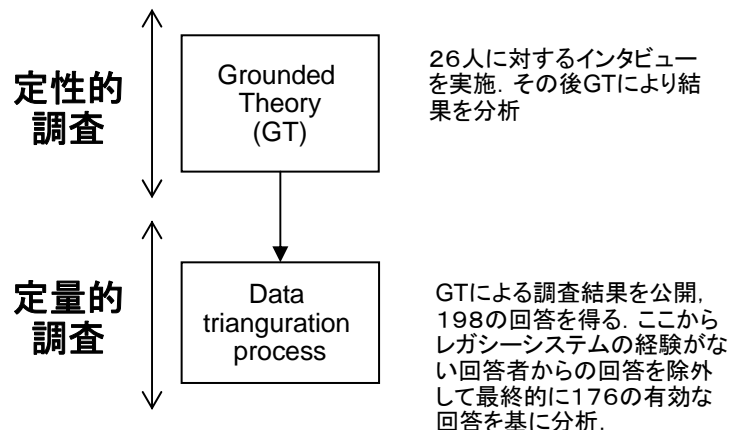 定性的
調査
Grounded
Theory
(GT)
26人に対するインタビュー
を実施．その後GTにより結
果を分析
定量的
調査
Data
trianguration
process
GTによる調査結果を公開，
198の回答を得る．ここから
レガシーシステムの経験がな
い回答者からの回答を除外
して最終的に176の有効な
回答を基に分析．